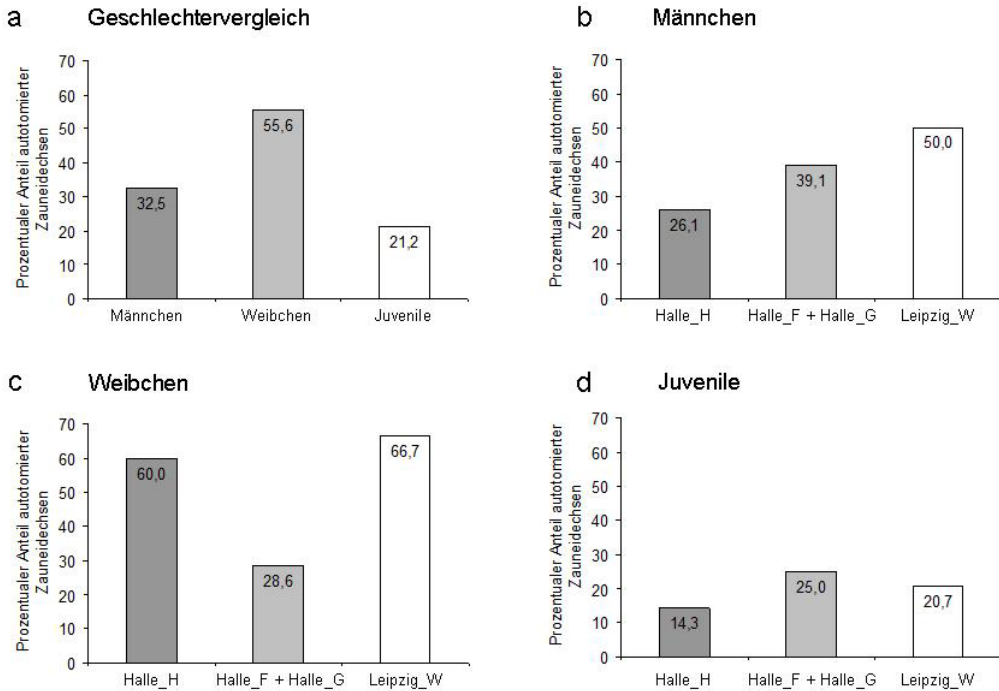 a Geschlechtervergleich
Prozentualer Anteil autotomierter
Zauneidechsen
70
60
50
40
30
20
10
0
32,5
55,6
21,2
Männchen Weibchen Juvenile
b Männchen
Prozentualer Anteil autotomierter
Zauneidechsen
70
60
50
40
30
20
10
0
26,1
39,1
50,0
Halle_H Halle_F + Halle_G Leipzig_W
c Weibchen
Prozentualer Anteil autotomierter
Zauneidechsen
70
60
50
40
30
20
10
0
60,0
28,6
66,7
Halle_H Halle_F + Halle_G Leipzig_W
d Juvenile
Prozentualer Anteil autotomierter
Zauneidechsen
70
60
50
40
30
20
10
0
14,3
25,0
20,7
Halle_H Halle_F + Halle_G Leipzig_W